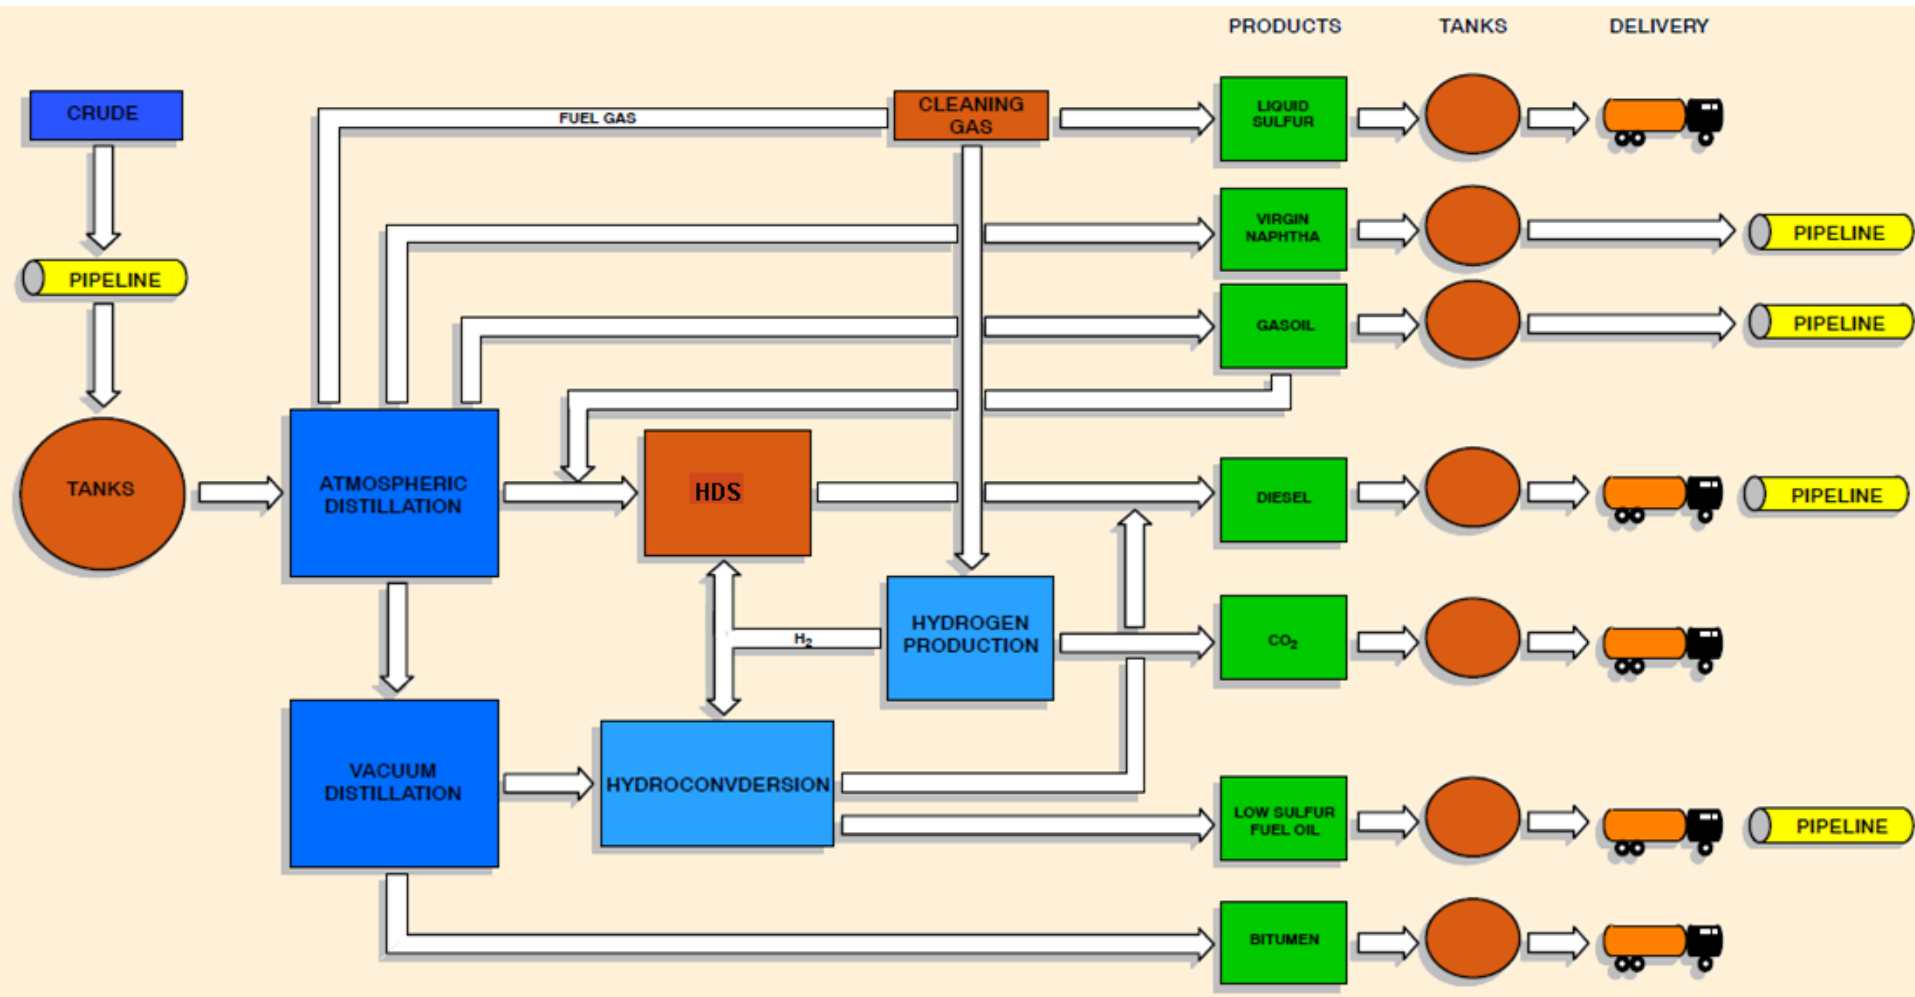 PRODUCTS TANKS DELIVERY
CRUDE
FUEL GAS
CLEANING
GAS
LIQUID
SULFUR
PIPELINE
VIRGIN
NAPHTHA
PIPELINE
GASOIL
PIPELINE
TANKS
ATMOSPHERIC
DISTILLATION
HDS
DIESEL
PIPELINE
H2
HYDROGEN
PRODUCTION
CO2
VACUUM
DISTILLATION
HYDROCONVDERSION
LOW SULFUR
FUEL OIL
PIPELINE
BITUMEN